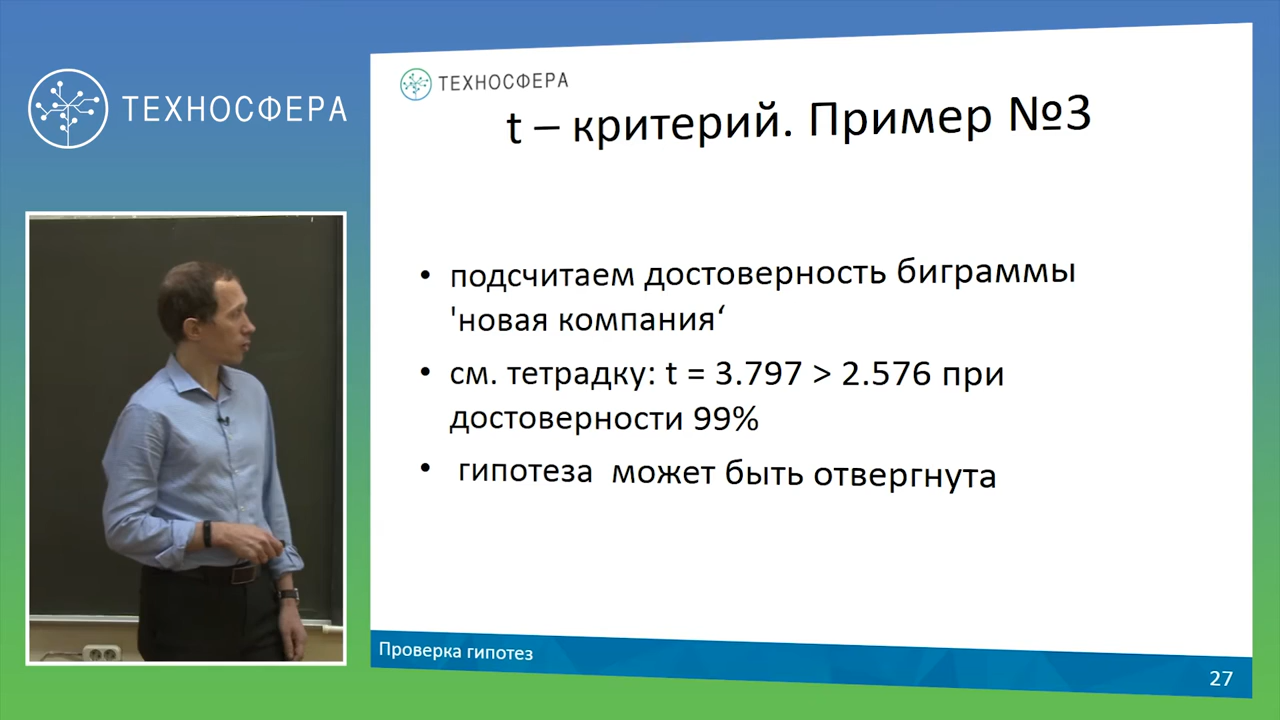 ТЕХНОСФЕРА
ТЕХНОСФЕРА
t – критерий. Пример №3
• подсчитаем достоверность биграммы
'новая компания‘
• см. тетрадку: t = 3.797 > 2.576 при
достоверности 99%
• гипотеза может быть отвергнута
Проверка гипотез
27